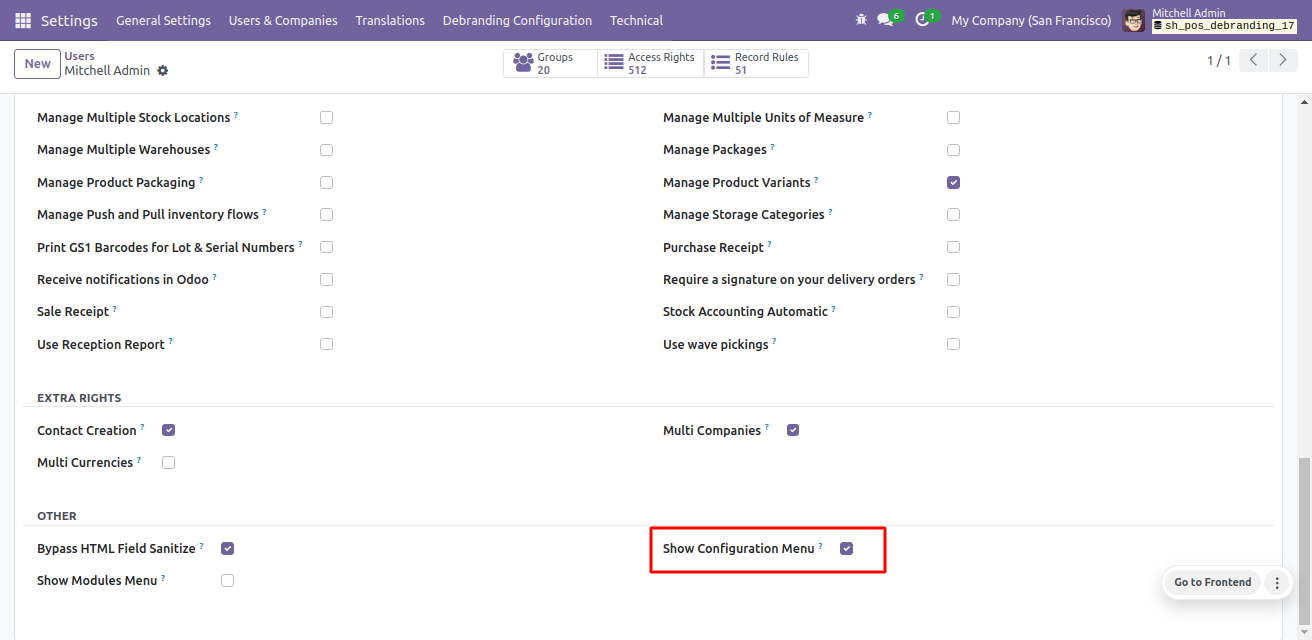 Settings General Settings Users & Companies Translations Debranding Configuration Technical 6 1 My Company (San Francisco) Mitchell Admin
sh_pos_debranding_17
New Users
Mitchell Admin
Groups 20 Access Rights 512 Record Rules 51
1 / 1
Manage Multiple Stock Locations ? Manage Multiple Units of Measure ?
Manage Multiple Warehouses ? Manage Packages ?
Manage Product Packaging ? Manage Product Variants ?
Manage Push and Pull inventory flows ? Manage Storage Categories ?
Print GS1 Barcodes for Lot & Serial Numbers ? Purchase Receipt ?
Receive notifications in Odoo ? Require a signature on your delivery orders ?
Sale Receipt ? Stock Accounting Automatic ?
Use Reception Report ? Use wave pickings ?
EXTRA RIGHTS
Contact Creation ? Multi Companies ?
Multi Currencies ?
OTHER
Bypass HTML Field Sanitize ? Show Configuration Menu ?
Show Modules Menu ?
Go to Frontend